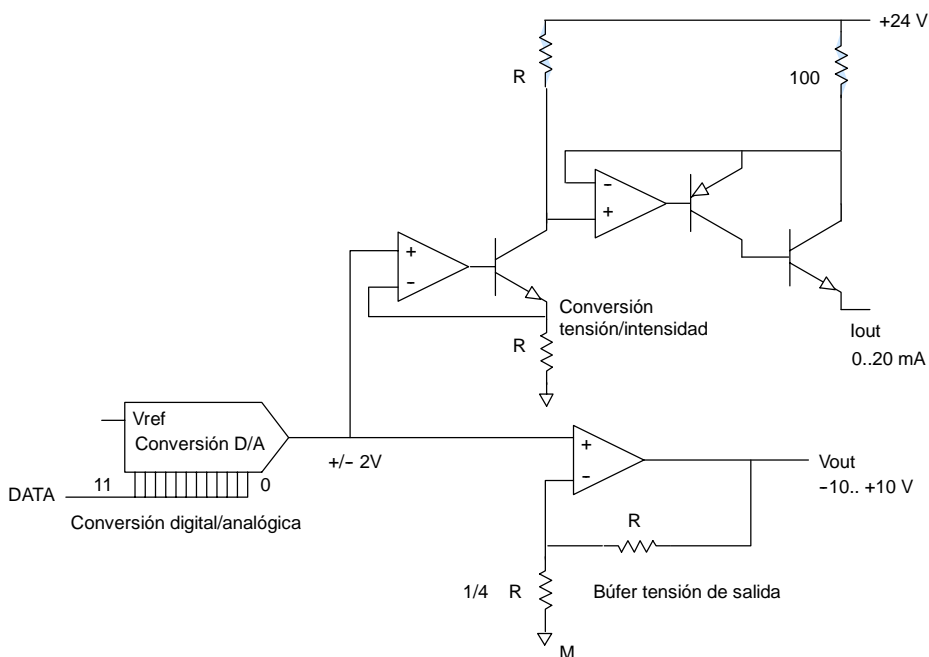 +24 V
R
100
-
+
+
-
Conversión
tensión/intensidad
R
Iout
0..20 mA
Vref
Conversión D/A
+/- 2V
+
-
Vout
-10.. +10 V
11
0
DATA
Conversión digital/analógica
R
1/4 R
Búfer tensión de salida
M